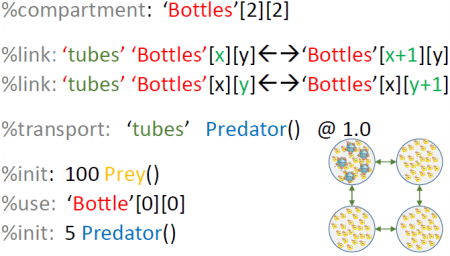 %compartment: ‘Bottles’[2][2]
%link: ‘tubes’ ‘Bottles’[x][y]←→‘Bottles’[x+1][y]
%link: ‘tubes’ ‘Bottles’[x][y]←→‘Bottles’[x][y+1]
%transport: ‘tubes’ Predator() @ 1.0
%init: 100 Prey()
%use: ‘Bottle’[0][0]
%init: 5 Predator()